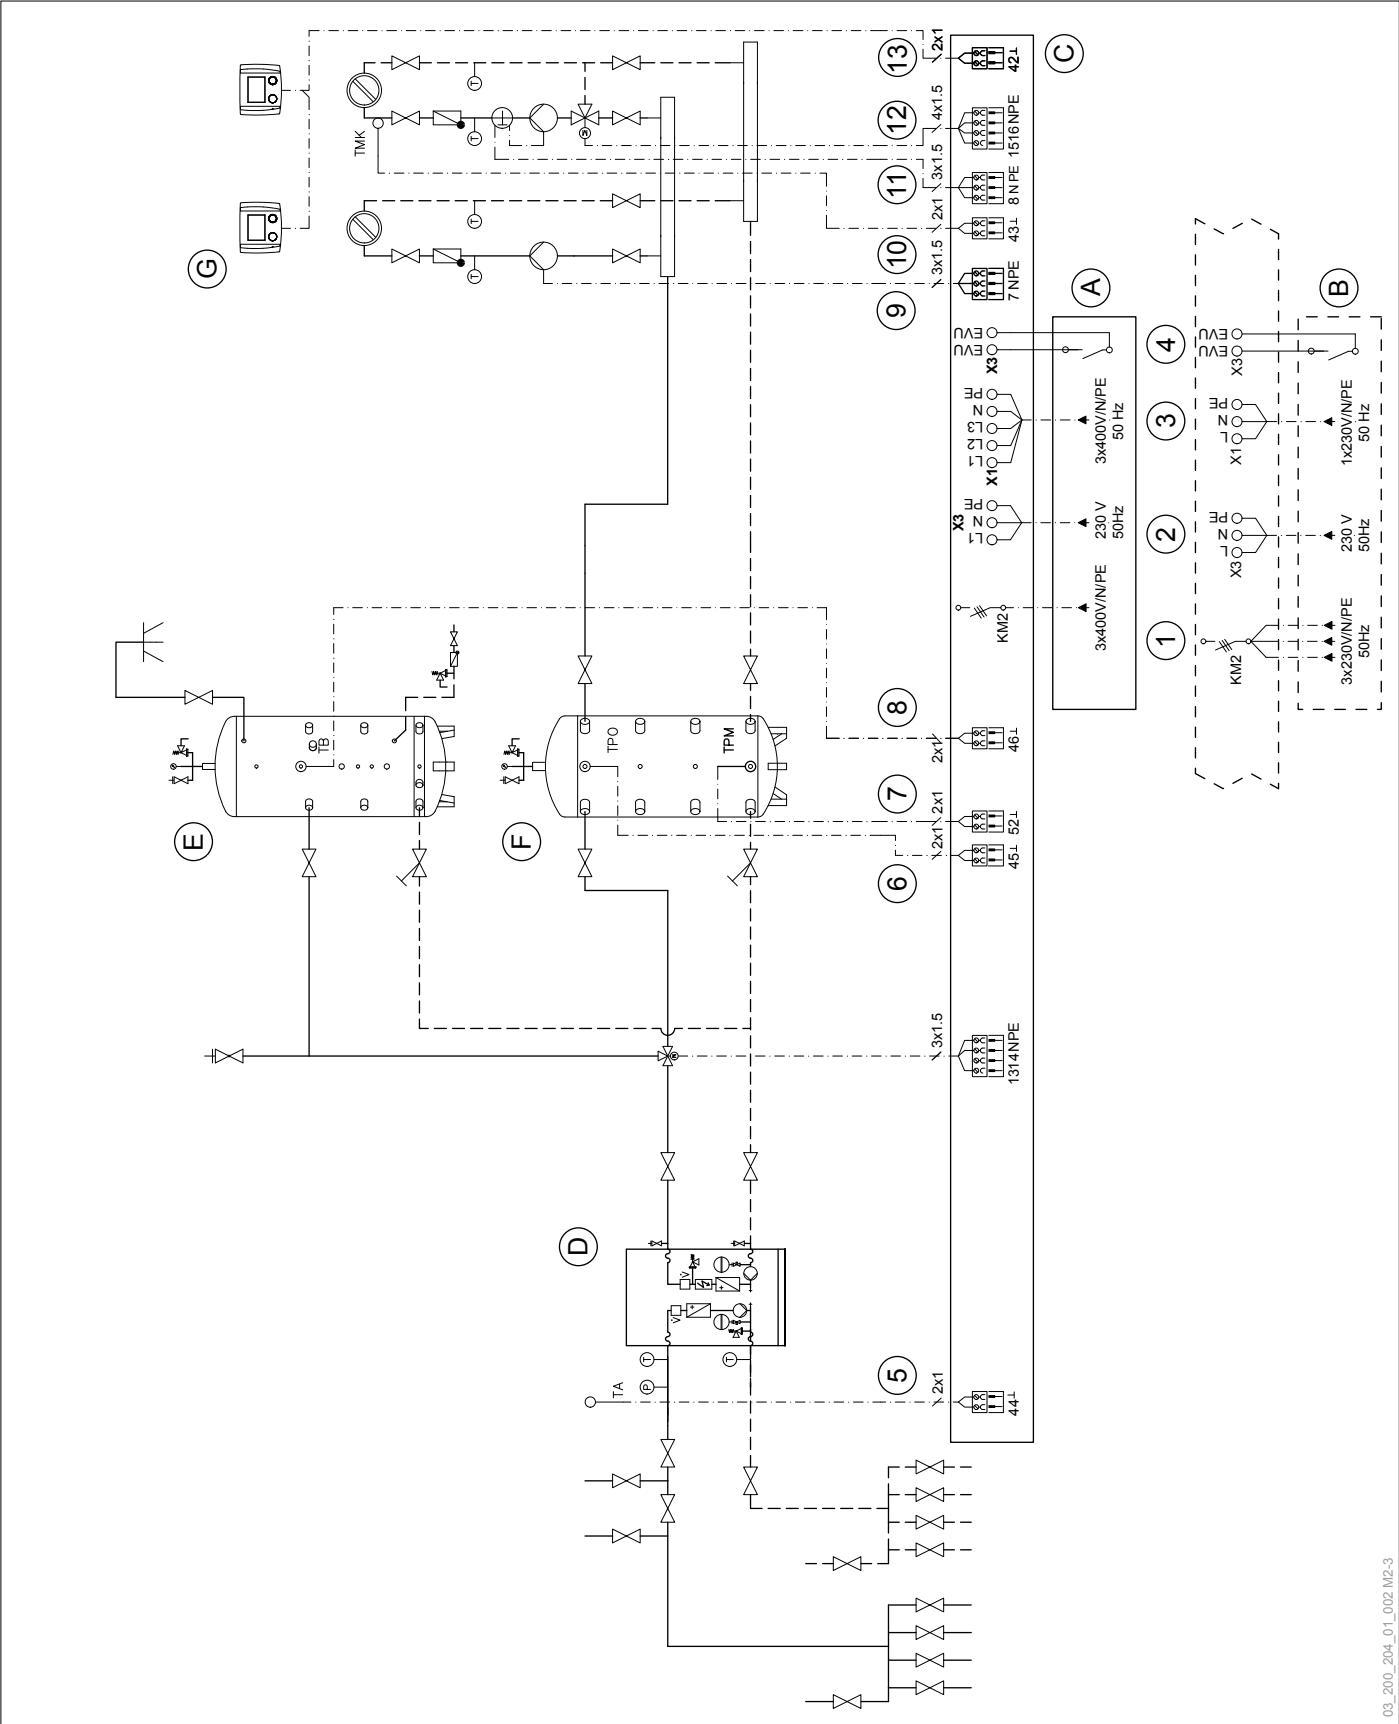 E
G
TB
TMK
F
D
TPO
TA
P
T
T
V̇
V̇
TPM
T
T
T
T
5
6
7
8
9
10
11
12
13
2x1
3x1.5
2x1
2x1
2x1
3x1.5
2x1
3x1.5
4x1.5
2x1
44⊥
1314NPE
45⊥
52⊥
46⊥
7 NPE
43⊥
8 N PE
1516NPE
42⊥
C
KM2
X3
L1
N
PE
X1
L1
L2
L3
N
PE
X3
EVU
EVU
A
3x400V/N/PE
230 V
50Hz
3x400V/N/PE
50 Hz
1
2
3
4
KM2
X3
L
N
PE
X1
L
N
PE
X3
EVU
EVU
B
3x230V/N/PE
50Hz
230 V
50Hz
1x230V/N/PE
50 Hz
03_200_204_01_002 M2-3